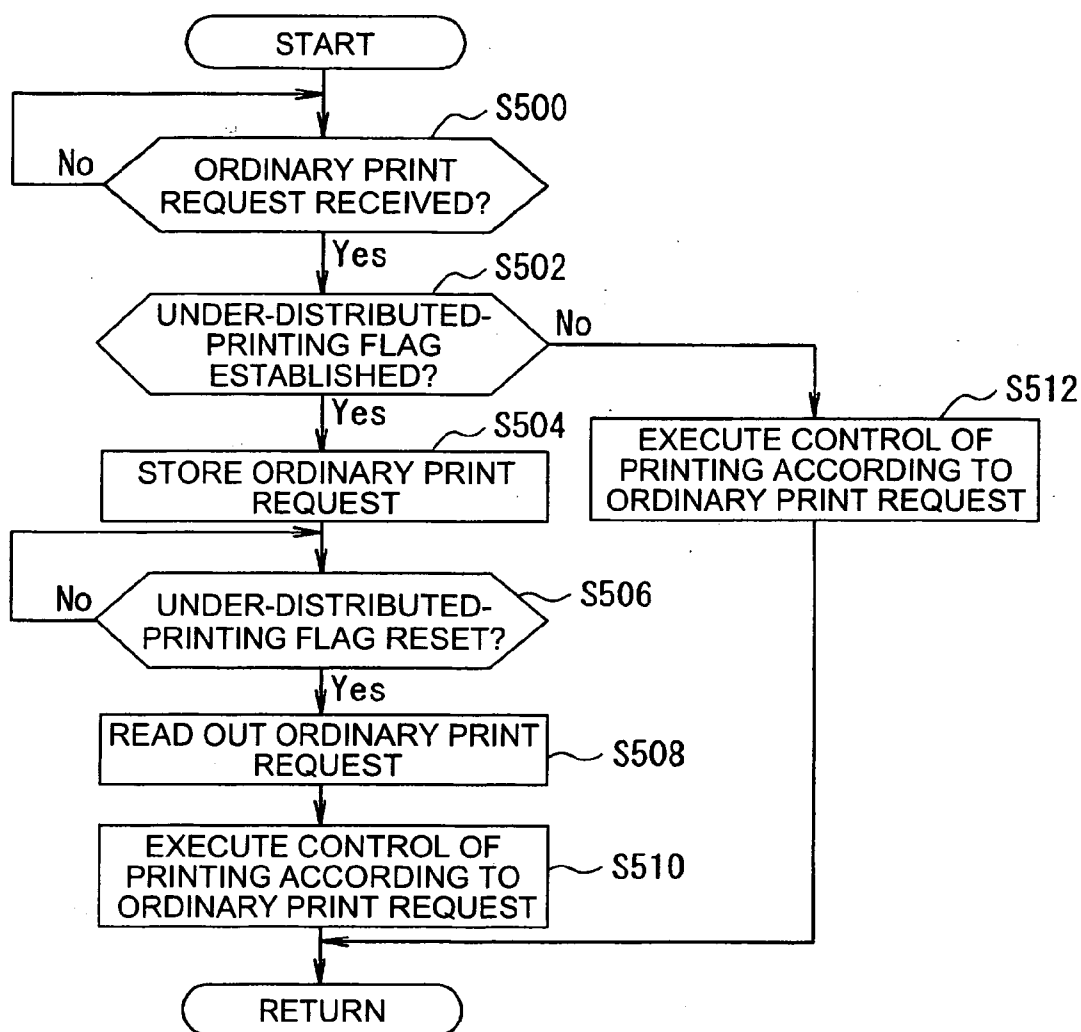 START
S500
No
ORDINARY PRINT
REQUEST RECEIVED?
Yes
S502
UNDER-DISTRIBUTED-
PRINTING FLAG
ESTABLISHED?
No
Yes
S504
S512
STORE ORDINARY PRINT
REQUEST
EXECUTE CONTROL OF
PRINTING ACCORDING TO
ORDINARY PRINT REQUEST
No
UNDER-DISTRIBUTED-
PRINTING FLAG RESET?
S506
Yes
READ OUT ORDINARY PRINT
REQUEST
S508
EXECUTE CONTROL OF
PRINTING ACCORDING TO
ORDINARY PRINT REQUEST
S510
RETURN